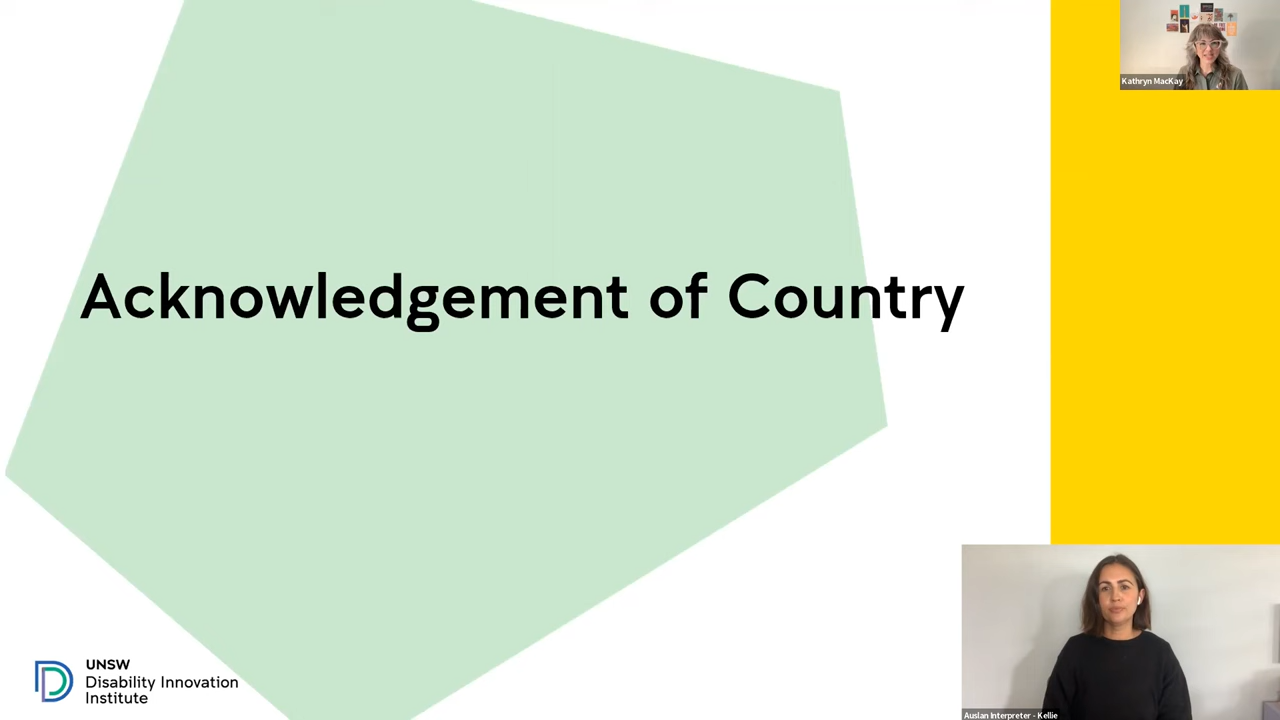 Kathryn MacKay
Acknowledgement of Country
UNSW
Disability Innovation
Institute
Auslan Interpreter - Kellie